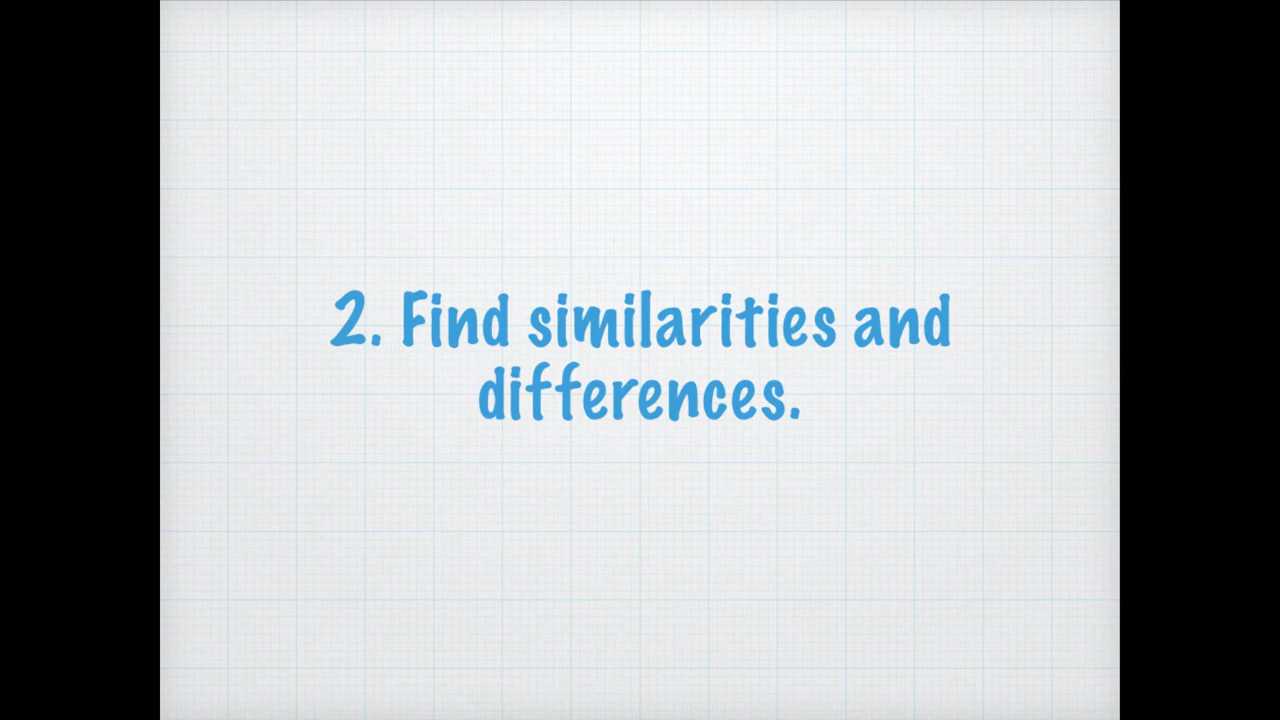 2. Find similarities and
differences.